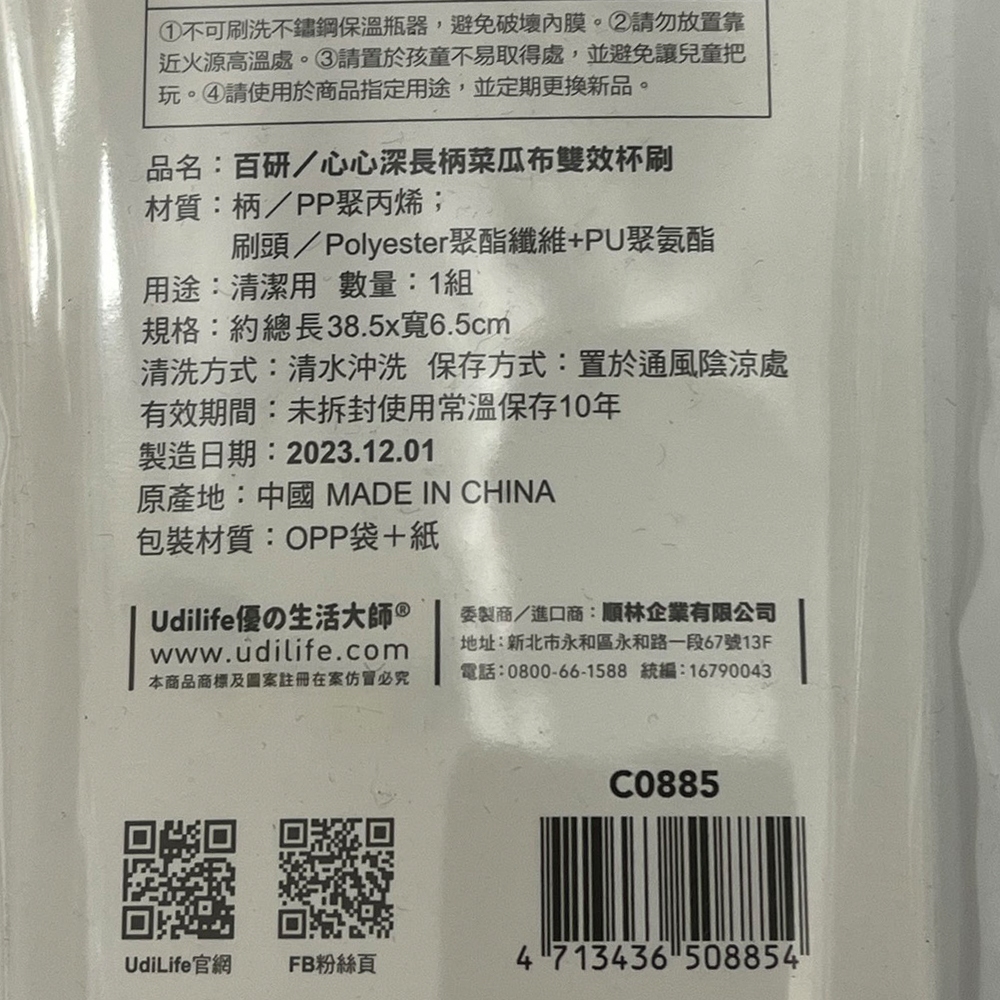 ①不可刷洗不鏽鋼保溫瓶器，避免破壞內膜。②請勿放置靠
近火源高溫處。③請置於孩童不易取得處，並避免讓兒童把
玩。④請使用於商品指定用途，並定期更換新品。
品名：百研／心心深長柄菜瓜布雙效杯刷
材質：柄／PP聚丙烯；
刷頭／Polyester聚酯纖維+PU聚氨酯
用途：清潔用 數量：1組
規格：約總長38.5x寬6.5cm
清洗方式：清水沖洗 保存方式：置於通風陰涼處
有效期間：未拆封使用常溫保存10年
製造日期：2023.12.01
原產地：中國 MADE IN CHINA
包裝材質：OPP袋＋紙
Udilife優の生活大師®
www.udilife.com
本商品商標及圖案註冊在案仿冒必究
委製商／進口商：順林企業有限公司
地址：新北市永和區永和路一段67號13F
電話：0800-66-1588 統編：16790043
C0885
4 713436 508854
UdiLife官網
FB粉絲頁